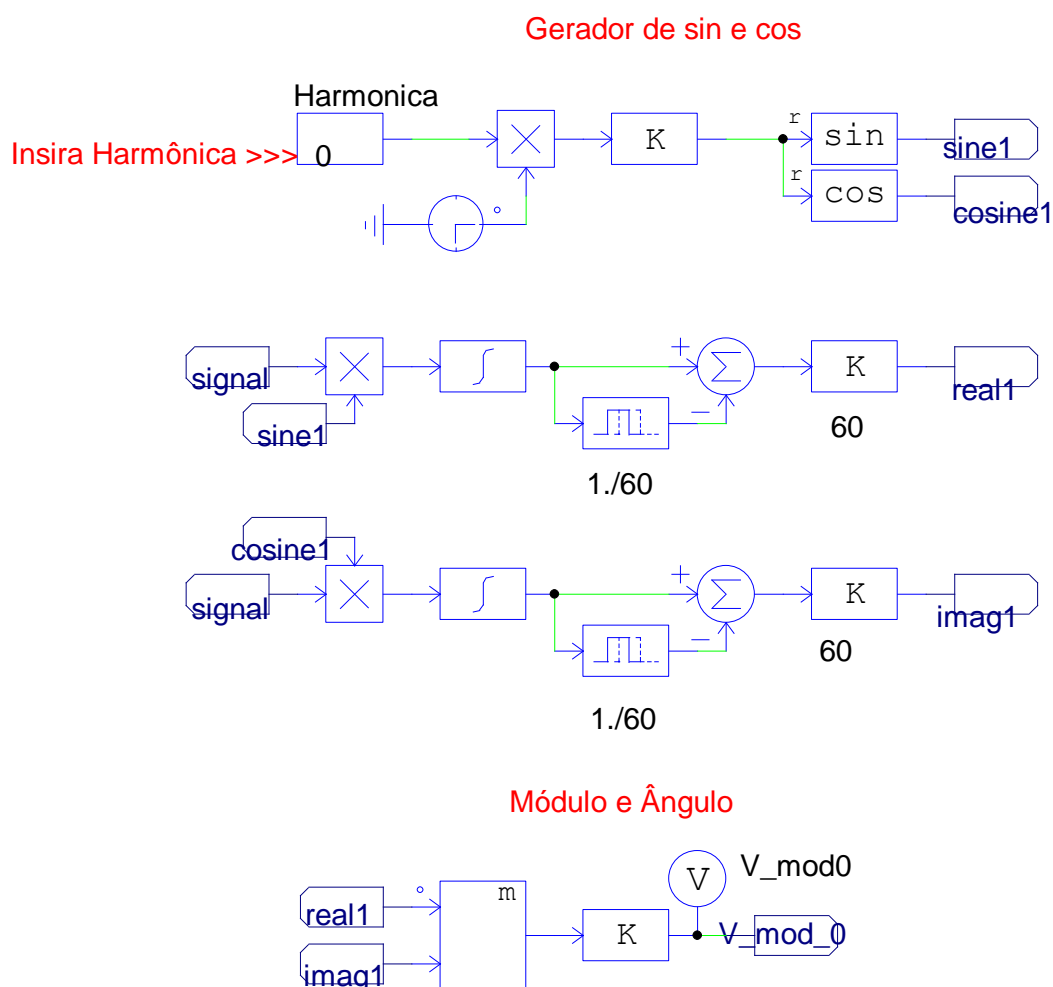 Gerador de sin e cos
Harmonica
Insira Harmônica >>> 0
K
r
sin
sine1
r
cos
cosine1
signal
sine1
+
−
Σ
K
60
real1
1./60
cosine1
signal
+
−
Σ
K
60
imag1
1./60
Módulo e Ângulo
real1
imag1
m
K
V
V_mod0
V_mod_0